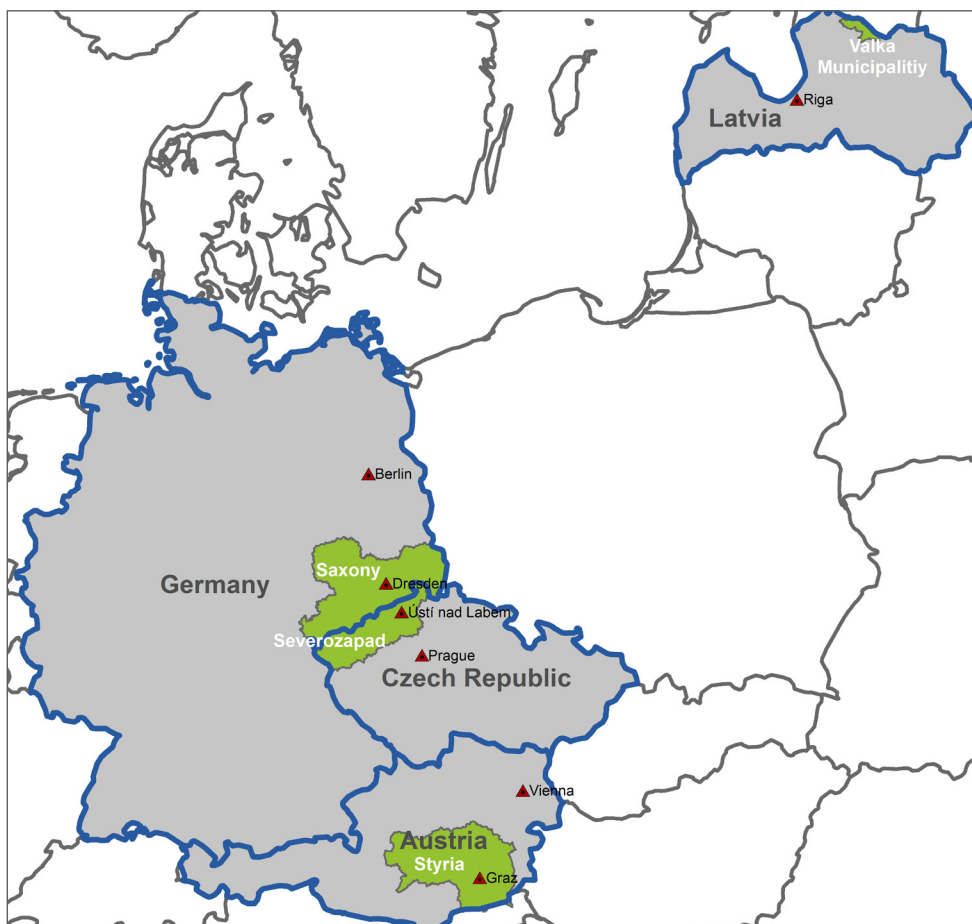 Valka
Municipalitiy
Riga
Latvia
Berlin
Saxony
Germany
Dresden
Ústí nad Labem
Severozapad
Prague
Czech Republic
Vienna
Austria
Styria
Graz